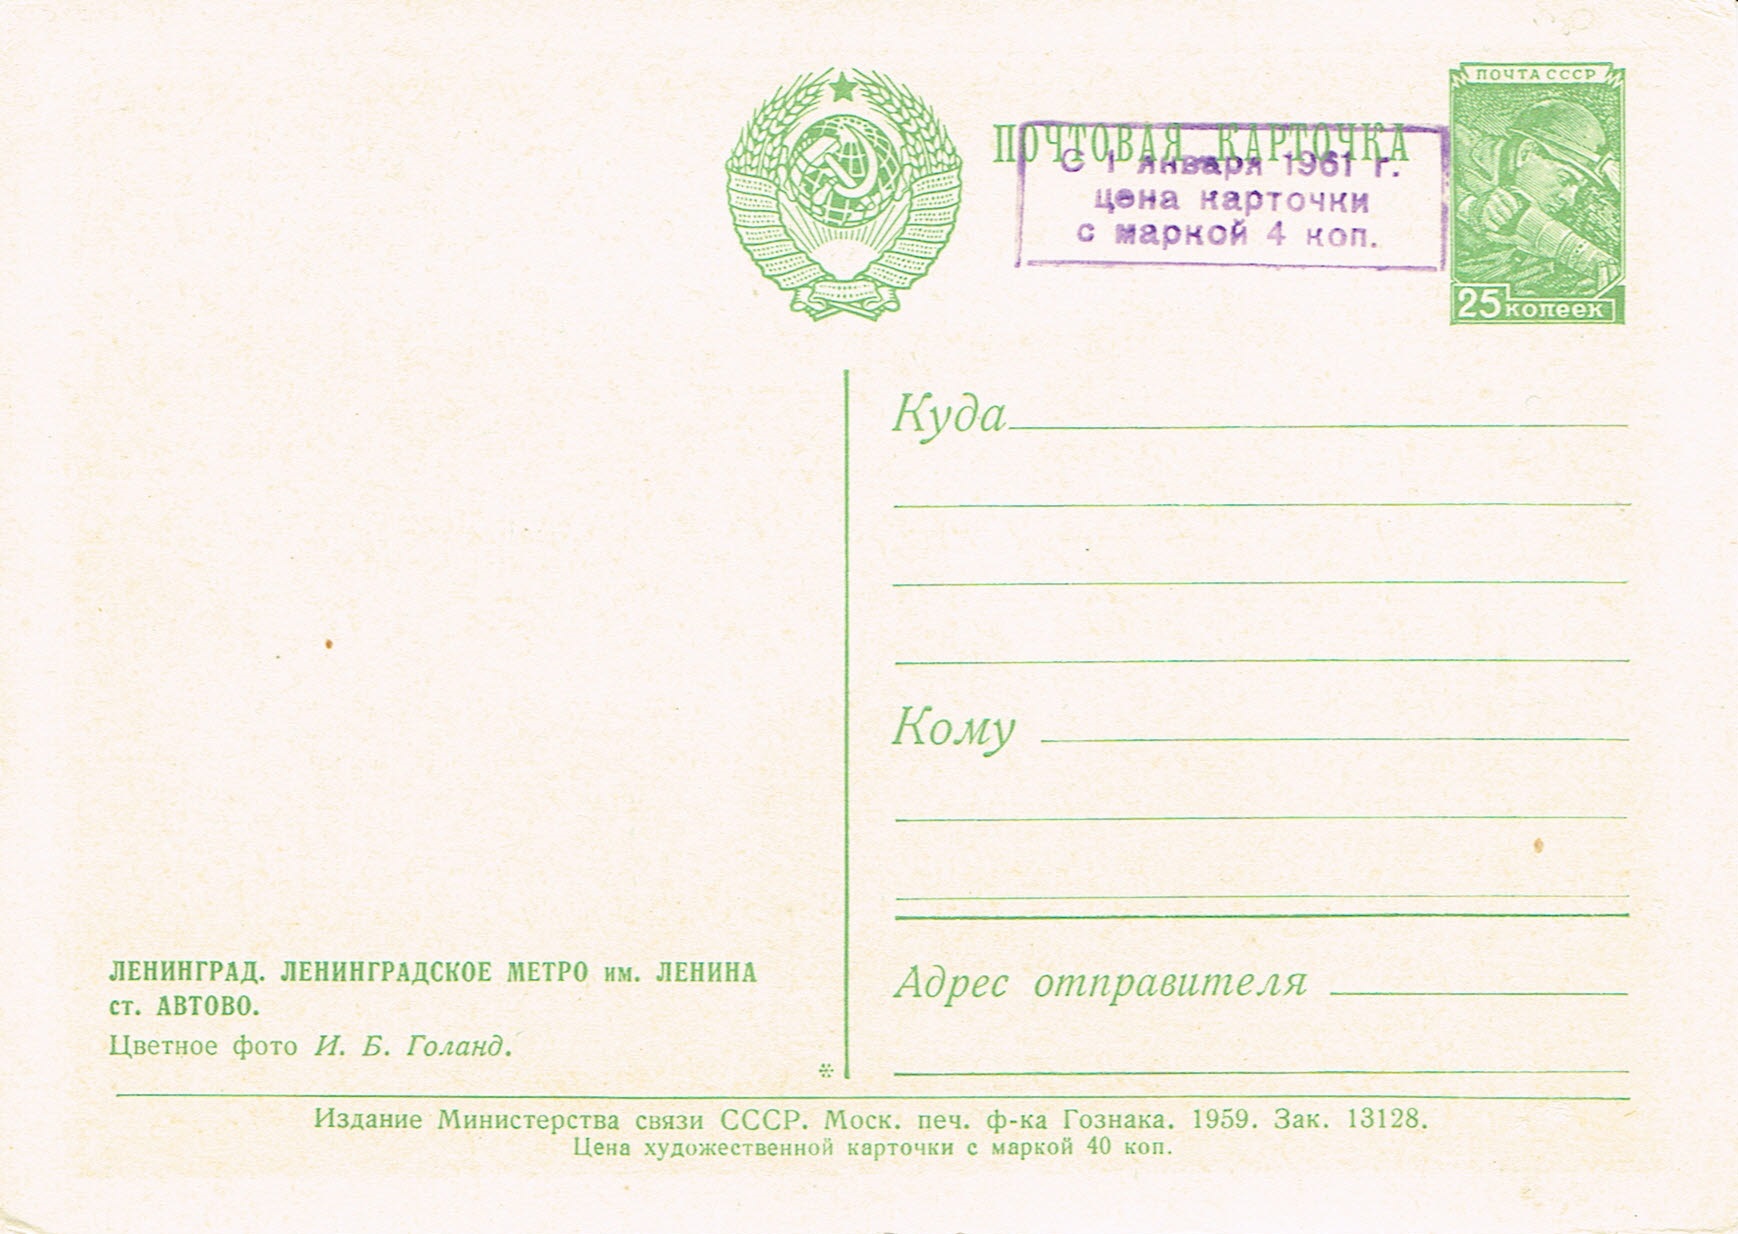 ПОЧТА СССР
ПОЧТОВАЯ КАРТОЧКА
С 1 января 1961 г.
цена карточки
с маркой 4 коп.
25 копеек
Куда
Кому
Адрес отправителя
ЛЕНИНГРАД. ЛЕНИНГРАДСКОЕ МЕТРО им. ЛЕНИНА
ст. АВТОВО.
Цветное фото И. Б. Голанд.
*
Издание Министерства связи СССР. Моск. печ. ф-ка Гознака. 1959. Зак. 13128.
Цена художественной карточки с маркой 40 коп.